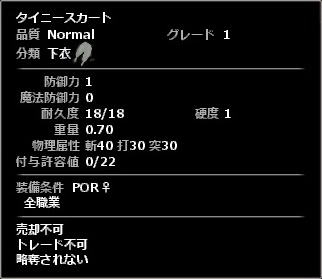 タイニースカート
品質 Normal グレード 1
分類 下衣
防御力 1
魔法防御力 0
耐久度 18/18 硬度 1
重量 0.70
物理属性 斬40 打30 突30
付与許容値 0/22
装備条件 POR♀
全職業
売却不可
トレード不可
略奪されない